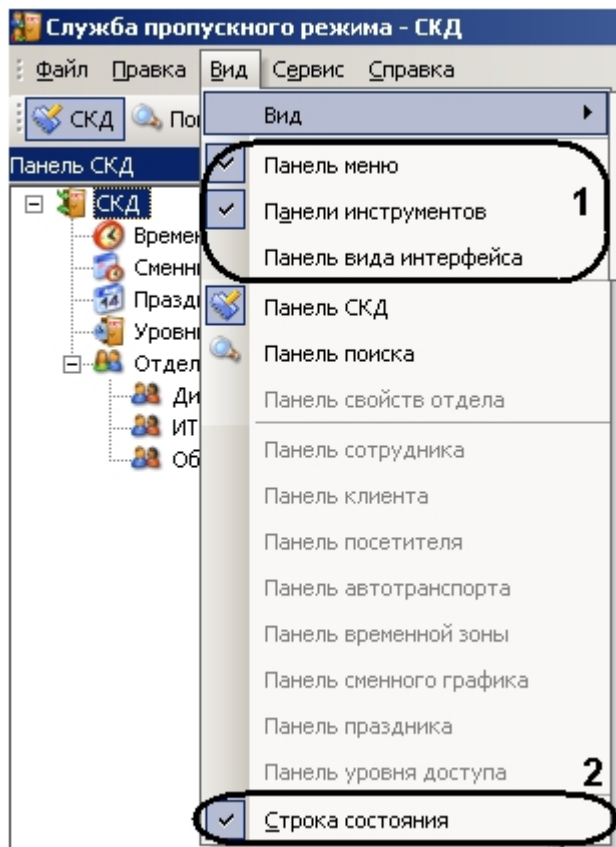 Служба пропускного режима - СКД
Файл Правка Вид Сервис Справка
СКД
Панель СКД
СКД
Вид
Панель меню
Панели инструментов
1
Панель вида интерфейса
Панель СКД
Панель поиска
Панель свойств отдела
Панель сотрудника
Панель клиента
Панель посетителя
Панель автотранспорта
Панель временной зоны
Панель сменного графика
Панель праздника
Панель уровня доступа
2
Строка состояния